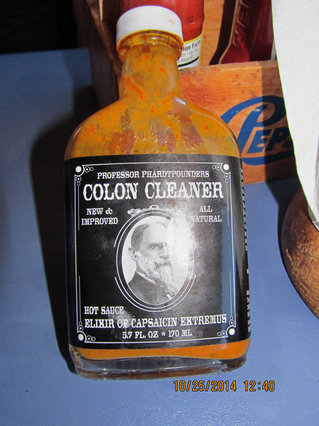 PROFESSOR PHARDTPOUNDERS
COLON CLEANER
NEW &
IMPROVED
ALL
NATURAL
HOT SAUCE
ELIXIR OF CAPSAICIN EXTREMUS
5.7 FL. OZ * 170 ML
10/25/2014 12:40